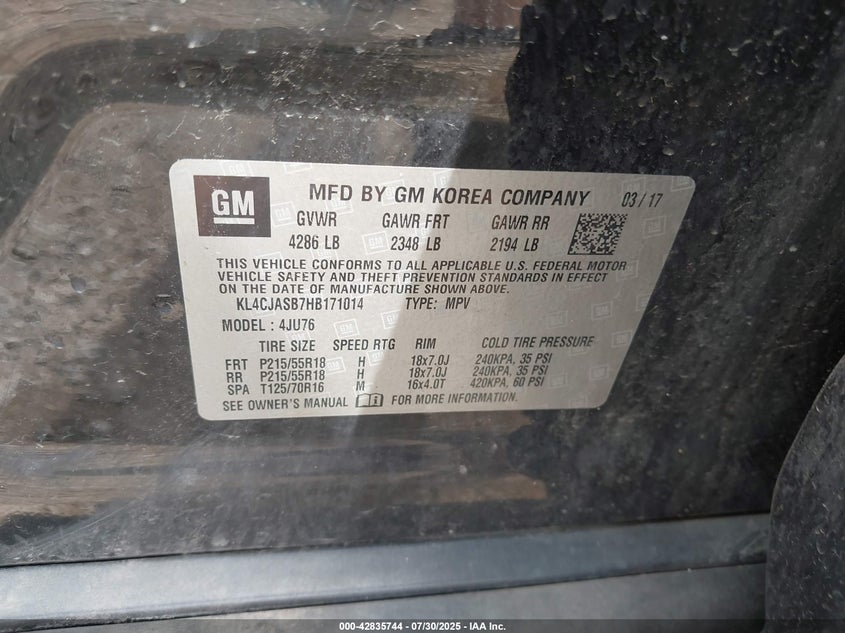 GM
MFD BY GM KOREA COMPANY 03/17
GVWR GAWR FRT GAWR RR
4286 LB 2348 LB 2194 LB
THIS VEHICLE CONFORMS TO ALL APPLICABLE U.S. FEDERAL MOTOR
VEHICLE SAFETY AND THEFT PREVENTION STANDARDS IN EFFECT
ON THE DATE OF MANUFACTURE SHOWN ABOVE.
KL4CJASB7HB171014 TYPE: MPV
MODEL : 4JU76
TIRE SIZE SPEED RTG RIM COLD TIRE PRESSURE
FRT P215/55R18 H 18x7.0J 240KPA, 35 PSI
RR P215/55R18 H 18x7.0J 240KPA, 35 PSI
SPA T125/70R16 M 16x4.0T 420KPA, 60 PSI
SEE OWNER'S MANUAL FOR MORE INFORMATION.
000-42835744 / 07/30/2025 - IAA Inc.